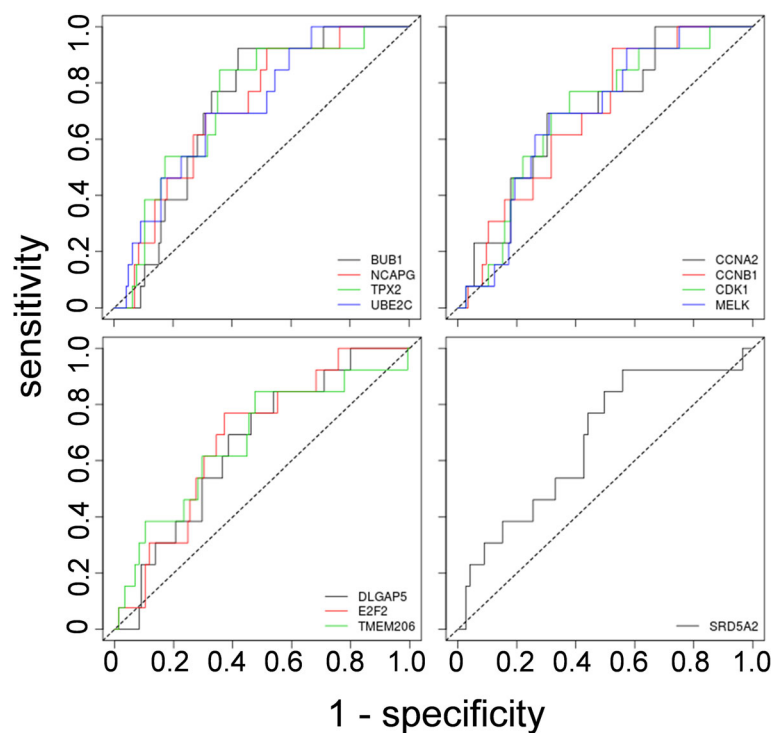 sensitivity
1.0
0.8
0.6
0.4
0.2
0
BUB1
NCAPG
TPX2
UBE2C
CCNA2
CCNB1
CDK1
MELK
1.0
0.8
0.6
0.4
0.2
0
DLGAP5
E2F2
TMEM206
SRD5A2
0 0.2 0.4 0.6 0.8 1.0
0 0.2 0.4 0.6 0.8 1.0
1 - specificity